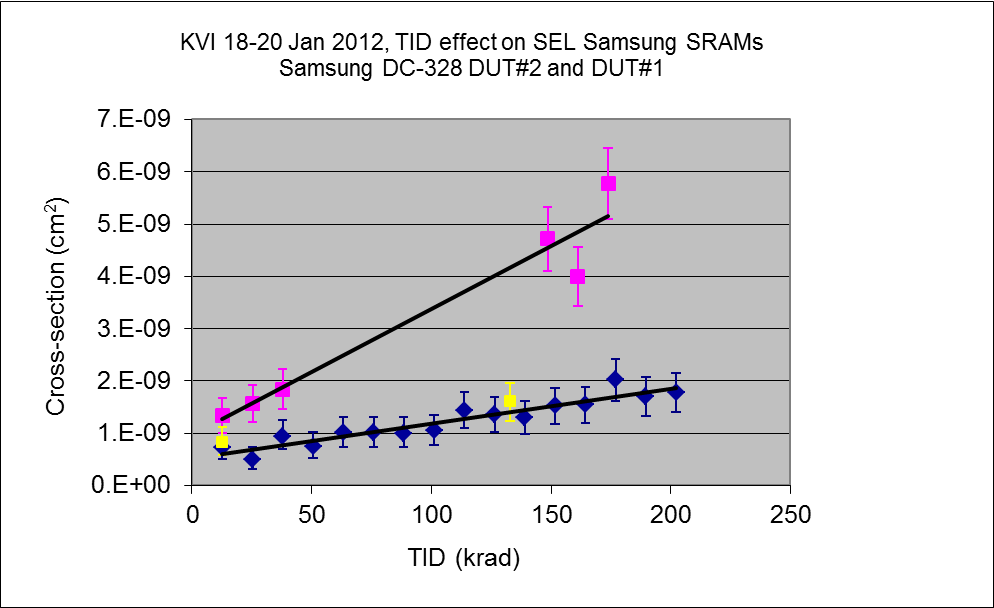 KVI 18-20 Jan 2012, TID effect on SEL Samsung SRAMs
Samsung DC-328 DUT#2 and DUT#1
7.E-09
6.E-09
5.E-09
4.E-09
3.E-09
2.E-09
1.E-09
0.E+00
Cross-section (cm²)
0 50 100 150 200 250
TID (krad)